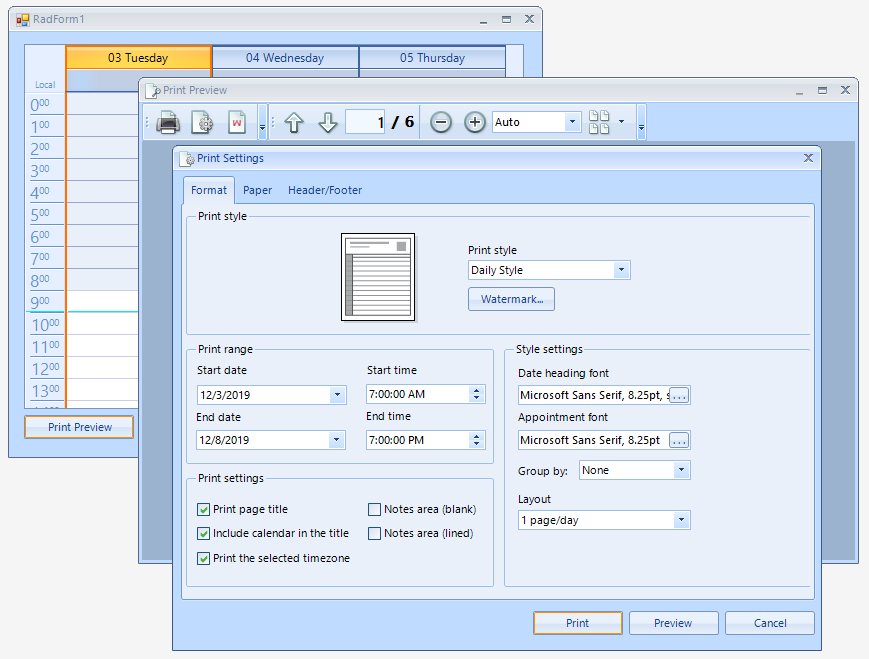 RadForm1
03 Tuesday
04 Wednesday
05 Thursday
Local
0 00
1 00
2 00
3 00
4 00
5 00
6 00
7 00
8 00
9 00
10 00
11 00
12 00
13 00
Print Preview
Print Preview
1 / 6
Auto
Print Settings
Format
Paper
Header/Footer
Print style
Print style
Daily Style
Watermark...
Print range
Start date
Start time
12/3/2019
7:00:00 AM
End date
End time
12/8/2019
7:00:00 PM
Style settings
Date heading font
Microsoft Sans Serif, 8.25pt, s
...
Appointment font
Microsoft Sans Serif, 8.25pt
...
Group by:
None
Layout
1 page/day
Print settings
Print page title
Notes area (blank)
Include calendar in the title
Notes area (lined)
Print the selected timezone
Print
Preview
Cancel